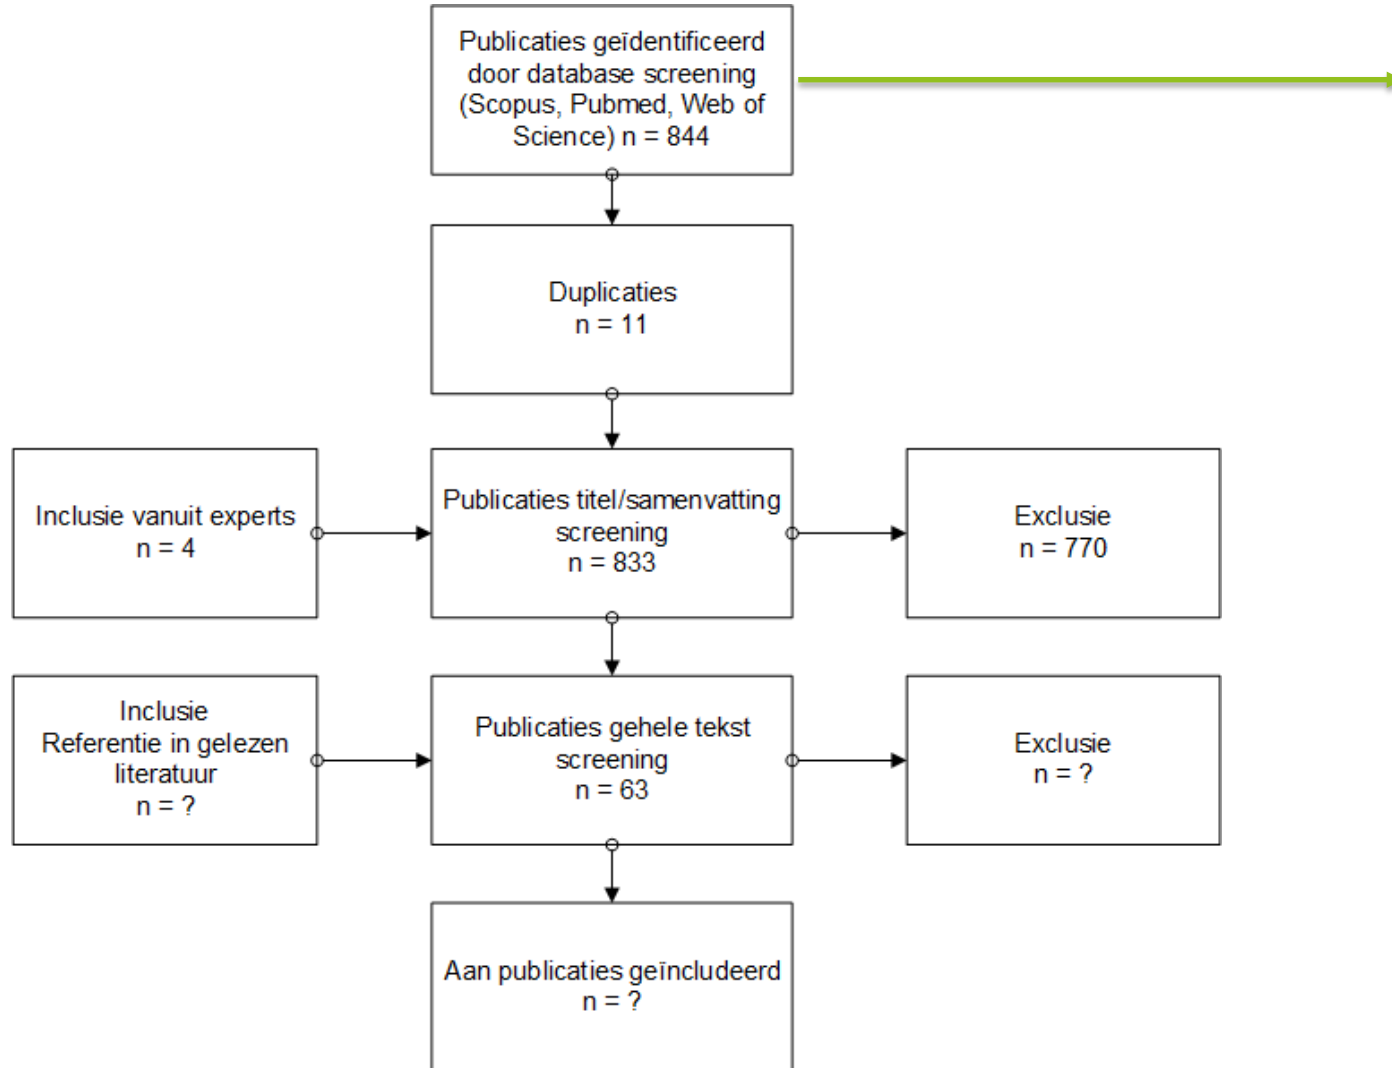 Publicaties geïdentificeerd
door database screening
(Scopus, Pubmed, Web of
Science) n = 844
Duplicaties
n = 11
Inclusie vanuit experts
n = 4
Publicaties titel/samenvatting
screening
n = 833
Exclusie
n = 770
Inclusie
Referentie in gelezen
literatuur
n = ?
Publicaties gehele tekst
screening
n = 63
Exclusie
n = ?
Aan publicaties geïncludeerd
n = ?